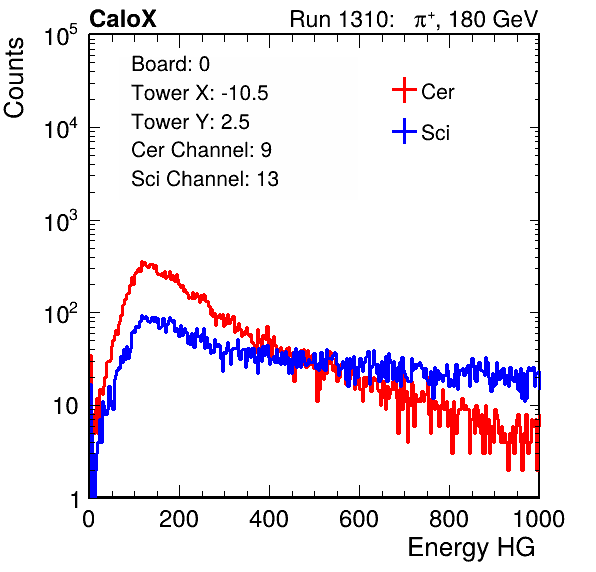 CaloX Run 1310: π⁺, 180 GeV
Board: 0
Tower X: -10.5
Tower Y: 2.5
Cer Channel: 9
Sci Channel: 13
Cer
Sci
Counts
10⁵
10⁴
10³
10²
10
1
0 200 400 600 800 1000
Energy HG